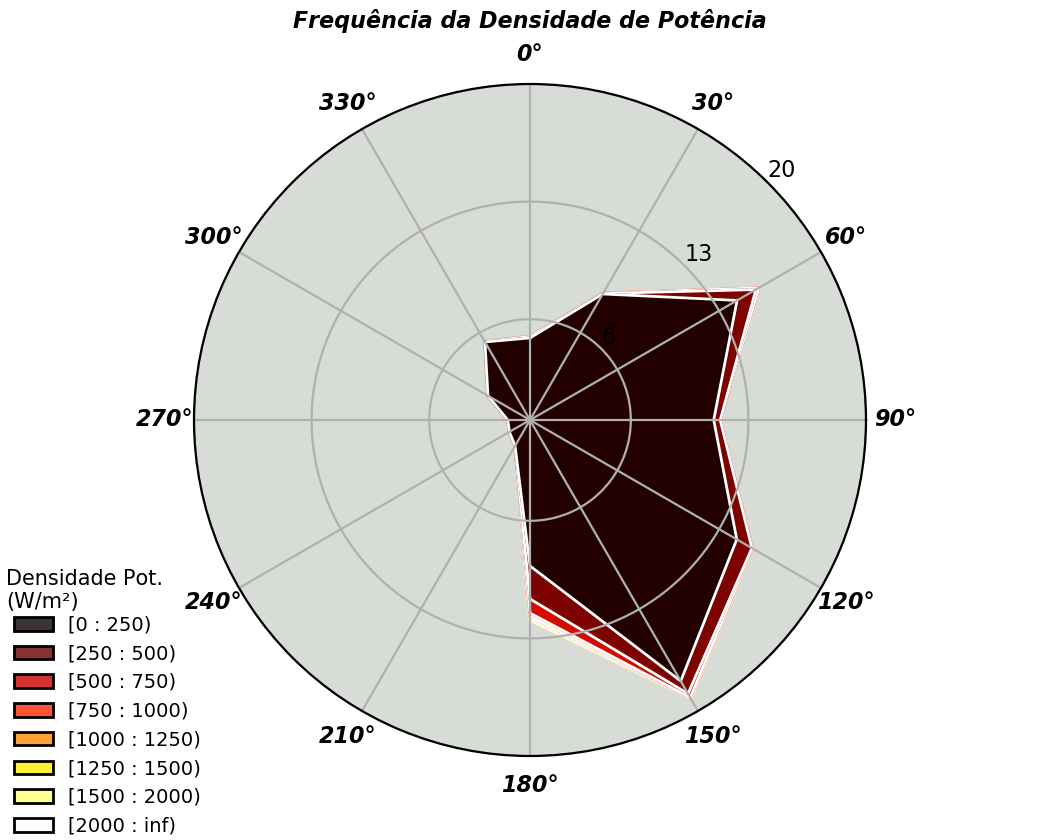 Frequência da Densidade de Potência
0°
330°
30°
20
300°
60°
13
6
270°
90°
240°
120°
210°
150°
180°
Densidade Pot.
(W/m²)
[0 : 250)
[250 : 500)
[500 : 750)
[750 : 1000)
[1000 : 1250)
[1250 : 1500)
[1500 : 2000)
[2000 : inf)